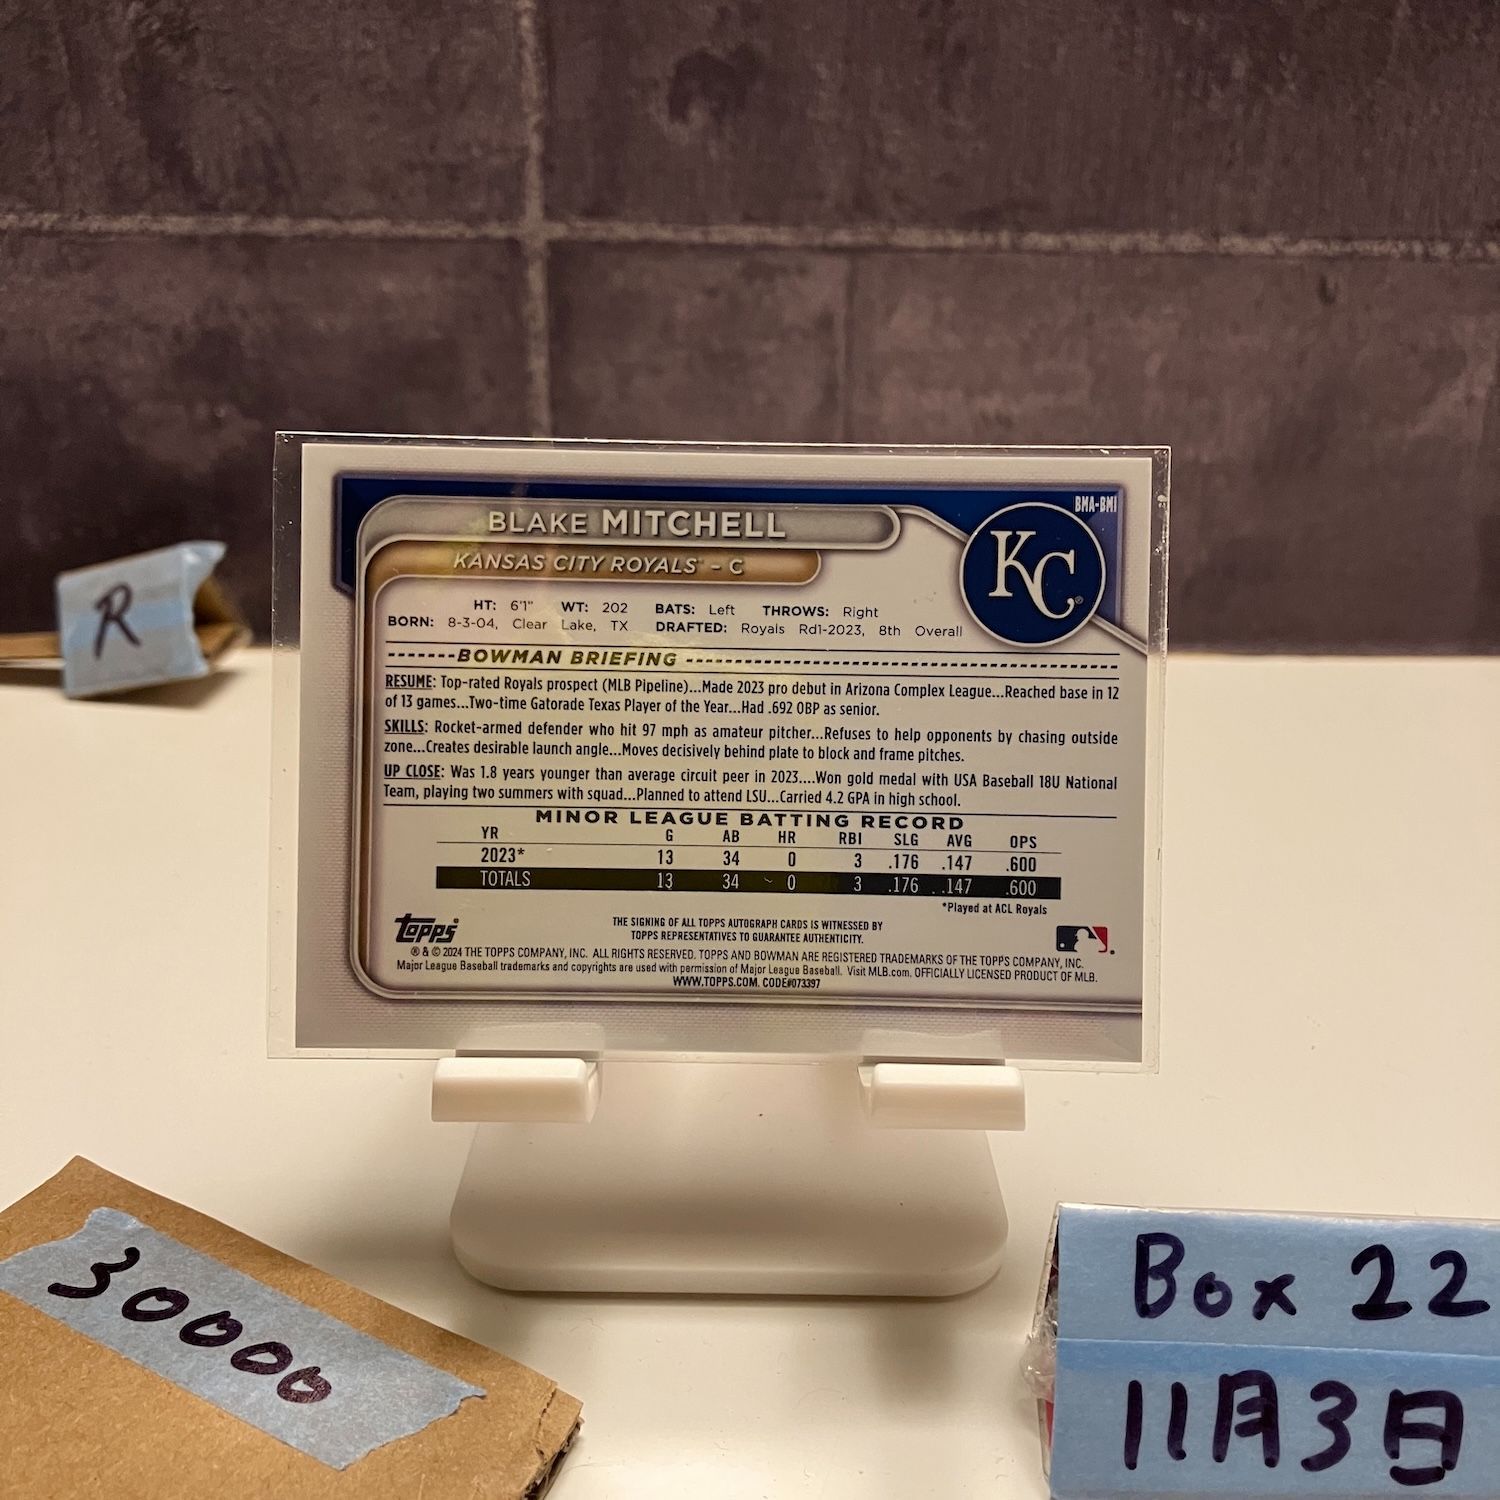 BMA-BMI
BLAKE MITCHELL
KANSAS CITY ROYALS™ – C
KC®
HT: 6'1" WT: 202 BATS: Left THROWS: Right
BORN: 8-3-04, Clear Lake, TX DRAFTED: Royals Rd1-2023, 8th Overall
BOWMAN BRIEFING
RESUME: Top-rated Royals prospect (MLB Pipeline)...Made 2023 pro debut in Arizona Complex League...Reached base in 12
of 13 games...Two-time Gatorade Texas Player of the Year...Had .692 OBP as senior.
SKILLS: Rocket-armed defender who hit 97 mph as amateur pitcher...Refuses to help opponents by chasing outside
zone...Creates desirable launch angle...Moves decisively behind plate to block and frame pitches.
UP CLOSE: Was 1.8 years younger than average circuit peer in 2023....Won gold medal with USA Baseball 18U National
Team, playing two summers with squad...Planned to attend LSU...Carried 4.2 GPA in high school.
MINOR LEAGUE BATTING RECORD
YR G AB HR RBI SLG AVG OPS
2023* 13 34 0 3 .176 .147 .600
TOTALS 13 34 0 3 .176 .147 .600
*Played at ACL Royals
Topps
THE SIGNING OF ALL TOPPS AUTOGRAPH CARDS IS WITNESSED BY
TOPPS REPRESENTATIVES TO GUARANTEE AUTHENTICITY.
® & © 2024 THE TOPPS COMPANY, INC. ALL RIGHTS RESERVED. TOPPS AND BOWMAN ARE REGISTERED TRADEMARKS OF THE TOPPS COMPANY, INC.
Major League Baseball trademarks and copyrights are used with permission of Major League Baseball. Visit MLB.com. OFFICIALLY LICENSED PRODUCT OF MLB.
WWW.TOPPS.COM. CODE#073397
R
30000
Box 22
11月3日